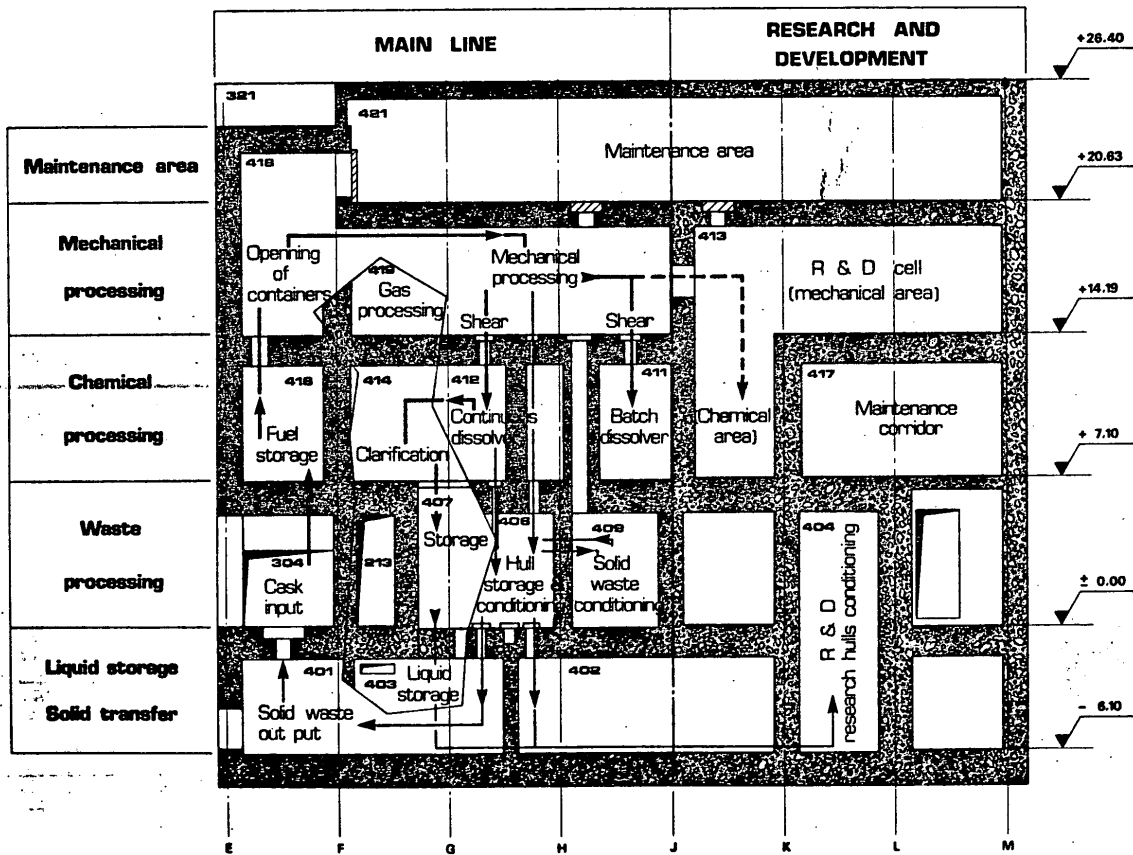 MAIN LINE
RESEARCH AND
DEVELOPMENT
+26.40
321
421
Maintenance area
418
Maintenance area
+20.63
Mechanical
processing
Openning
of
containers
419
Gas
processing
Mechanical
processing
Shear
Shear
413
R & D cell
(mechanical area)
+14.19
Chemical
processing
416
Fuel
storage
414
Clarification
412
Continuous
dissolve
411
Batch
dissolver
Chemical
area)
417
Maintenance
corridor
+ 7.10
Waste
processing
304
Cask
input
213
407
Storage
408
Hull
storage
conditionin
409
Solid
waste
conditioning
404
R & D
research hulls conditioning
± 0.00
Liquid storage
Solid transfer
401
Solid waste
out put
403
Liquid
storage
402
- 6.10
E F G H J K L M